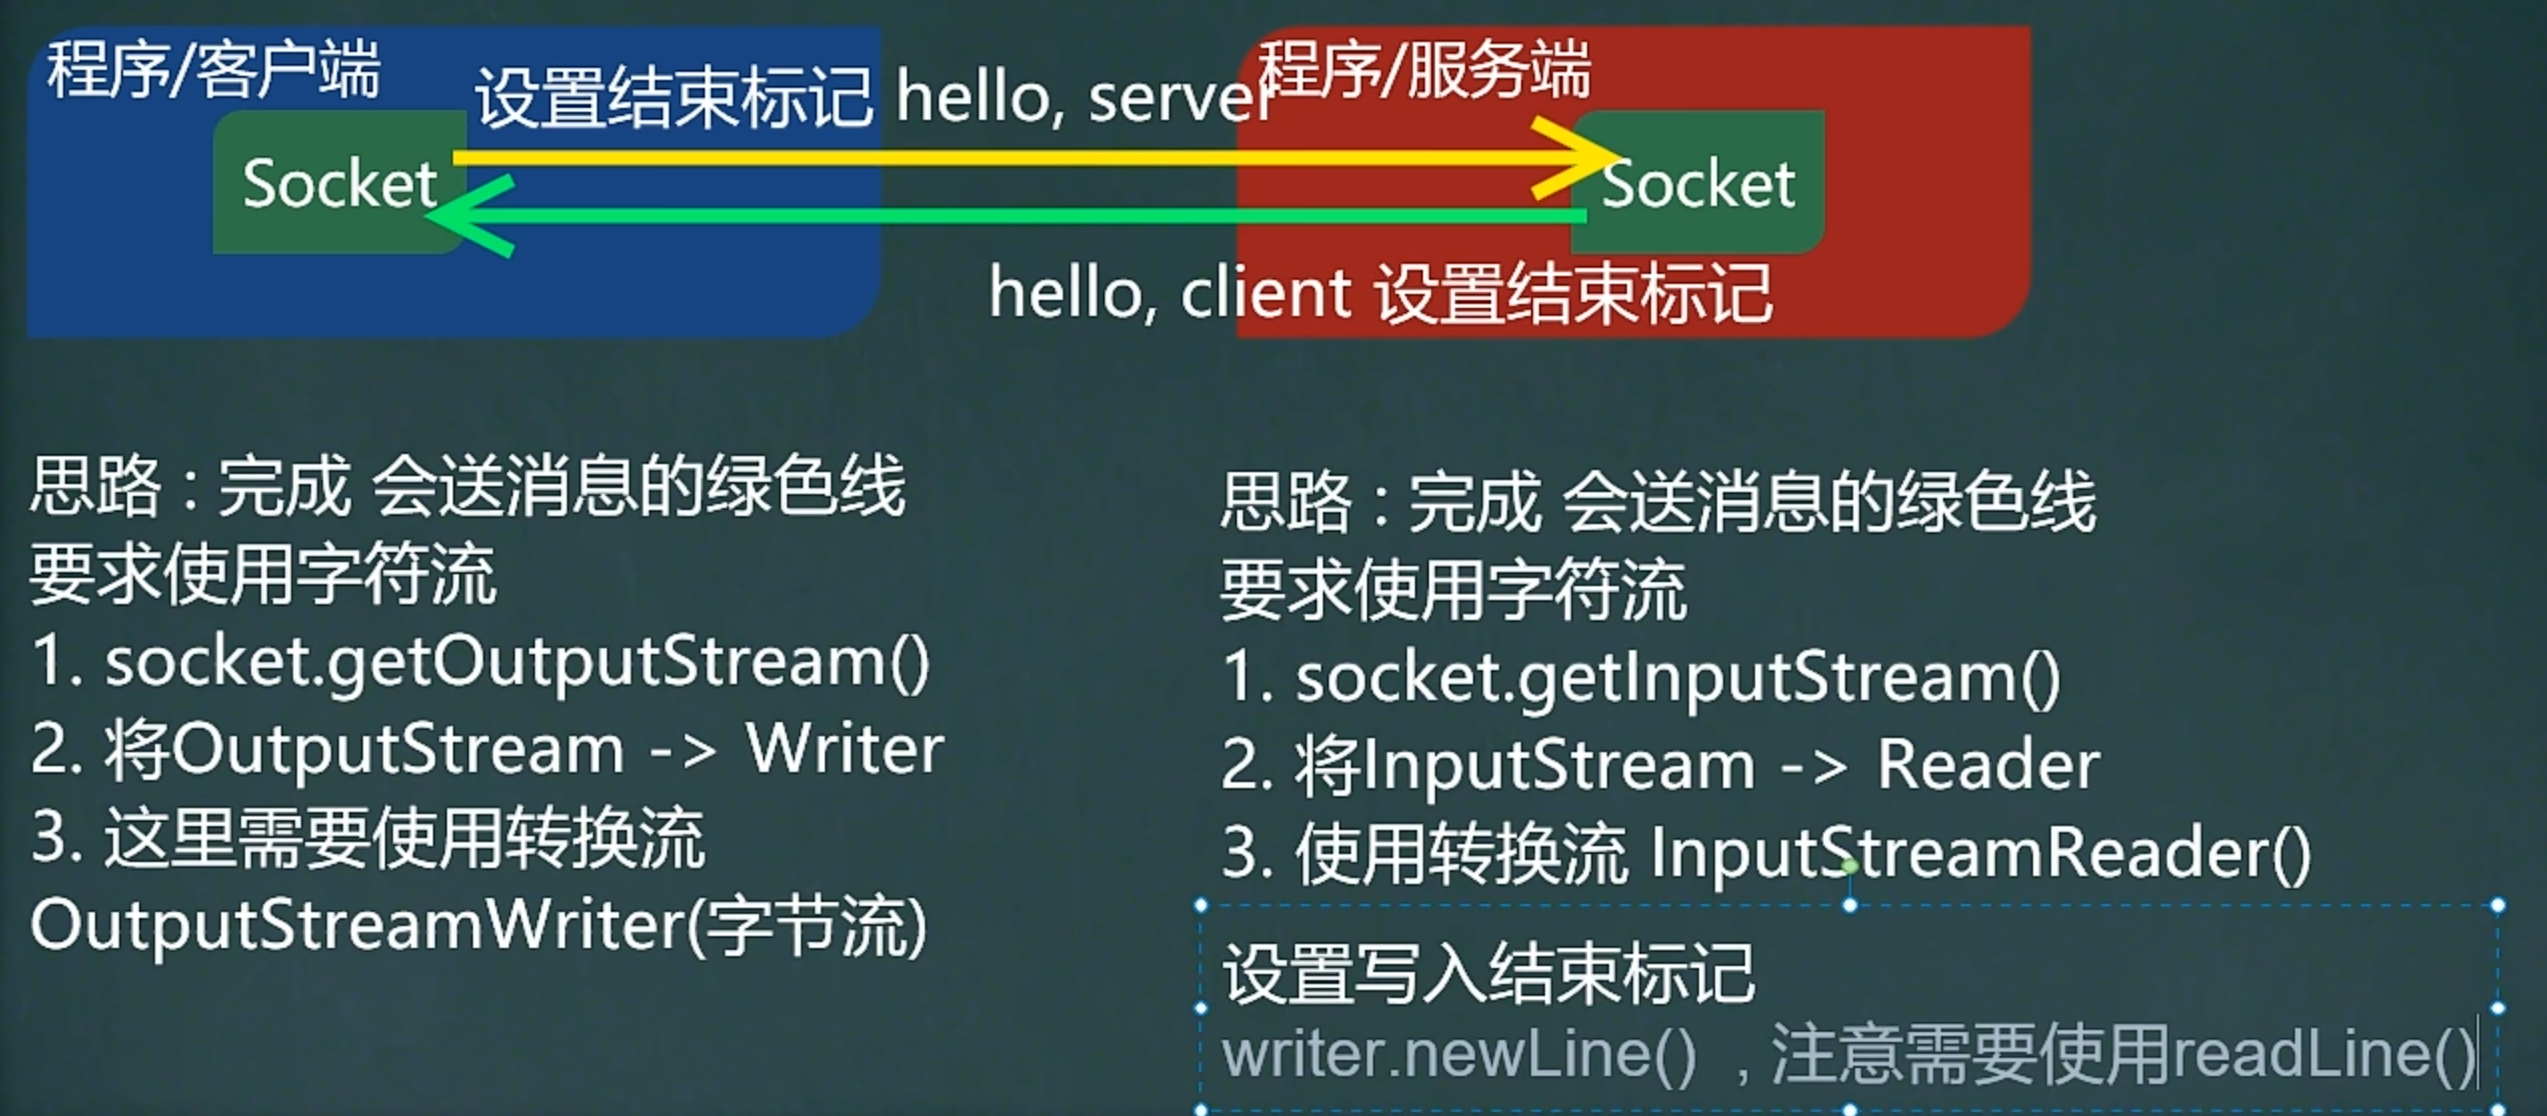 程序/客户端
设置结束标记 hello, server
程序/服务端
Socket
Socket
hello, client 设置结束标记
思路：完成 会送消息的绿色线
要求使用字符流
1. socket.getOutputStream()
2. 将OutputStream -> Writer
3. 这里需要使用转换流
OutputStreamWriter(字节流)
思路：完成 会送消息的绿色线
要求使用字符流
1. socket.getInputStream()
2. 将InputStream -> Reader
3. 使用转换流 InputStreamReader()
设置写入结束标记
writer.newLine() , 注意需要使用readLine()